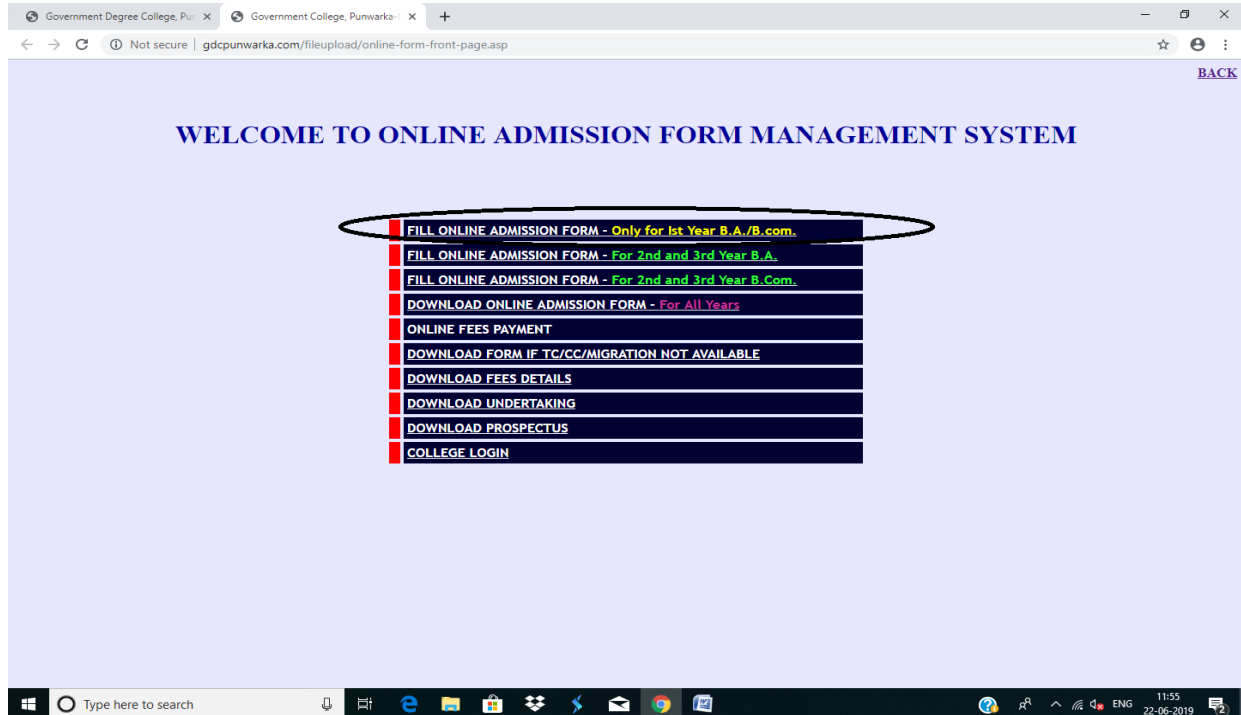 Government Degree College, Pur
Government College, Punwarka-
Not secure | gdcpunwarka.com/fileupload/online-form-front-page.asp
BACK
WELCOME TO ONLINE ADMISSION FORM MANAGEMENT SYSTEM
FILL ONLINE ADMISSION FORM - Only for Ist Year B.A./B.com.
FILL ONLINE ADMISSION FORM - For 2nd and 3rd Year B.A.
FILL ONLINE ADMISSION FORM - For 2nd and 3rd Year B.Com.
DOWNLOAD ONLINE ADMISSION FORM - For All Years
ONLINE FEES PAYMENT
DOWNLOAD FORM IF TC/CC/MIGRATION NOT AVAILABLE
DOWNLOAD FEES DETAILS
DOWNLOAD UNDERTAKING
DOWNLOAD PROSPECTUS
COLLEGE LOGIN
Type here to search
ENG
11:55
22-06-2019
2